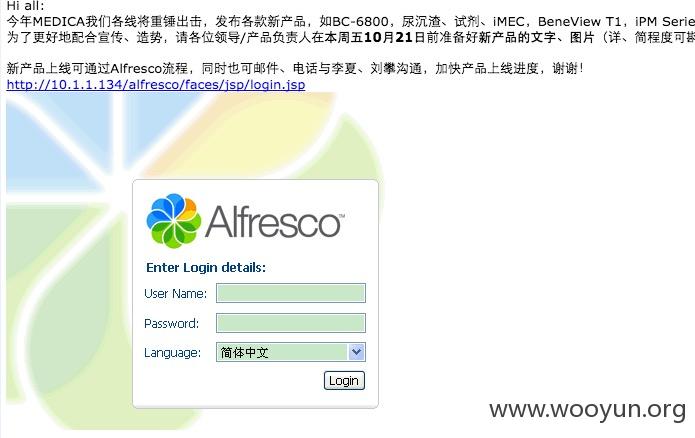 Hi all:
今年MEDICA我们各线将重锤出击，发布各款新产品，如BC-6800，尿沉渣、试剂、iMEC，BeneView T1，iPM Serie
为了更好地配合宣传、造势，请各位领导/产品负责人在本周五10月21日前准备好新产品的文字、图片（详、简程度可
新产品上线可通过Alfresco流程，同时也可邮件、电话与李夏、刘攀沟通，加快产品上线进度，谢谢！
http://10.1.1.134/alfresco/faces/jsp/login.jsp
Alfresco™
Enter Login details:
User Name:
Password:
Language: 简体中文
Login
www.wooyun.org